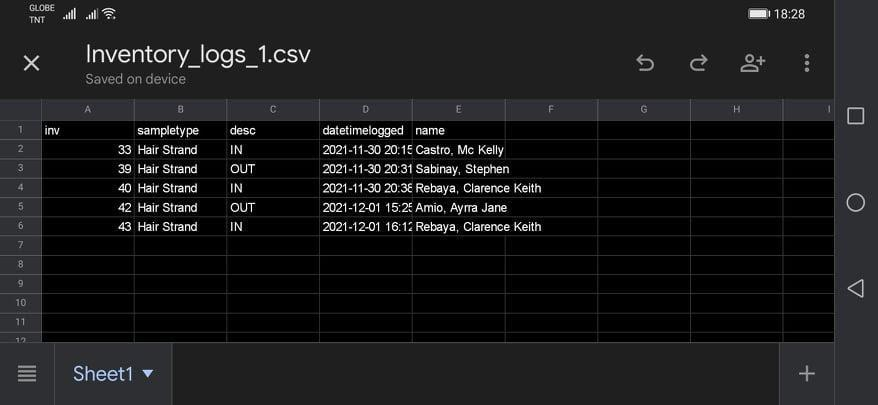 GLOBE
TNT
18:28
Inventory_logs_1.csv
Saved on device
A B C D E F G H I
1 inv sampletype desc datetimelogged name
2 33 Hair Strand IN 2021-11-30 20:15 Castro, Mc Kelly
3 39 Hair Strand OUT 2021-11-30 20:31 Sabinay, Stephen
4 40 Hair Strand IN 2021-11-30 20:38 Rebaya, Clarence Keith
5 42 Hair Strand OUT 2021-12-01 15:25 Amio, Ayrra Jane
6 43 Hair Strand IN 2021-12-01 16:12 Rebaya, Clarence Keith
7
8
9
10
11
12
Sheet1